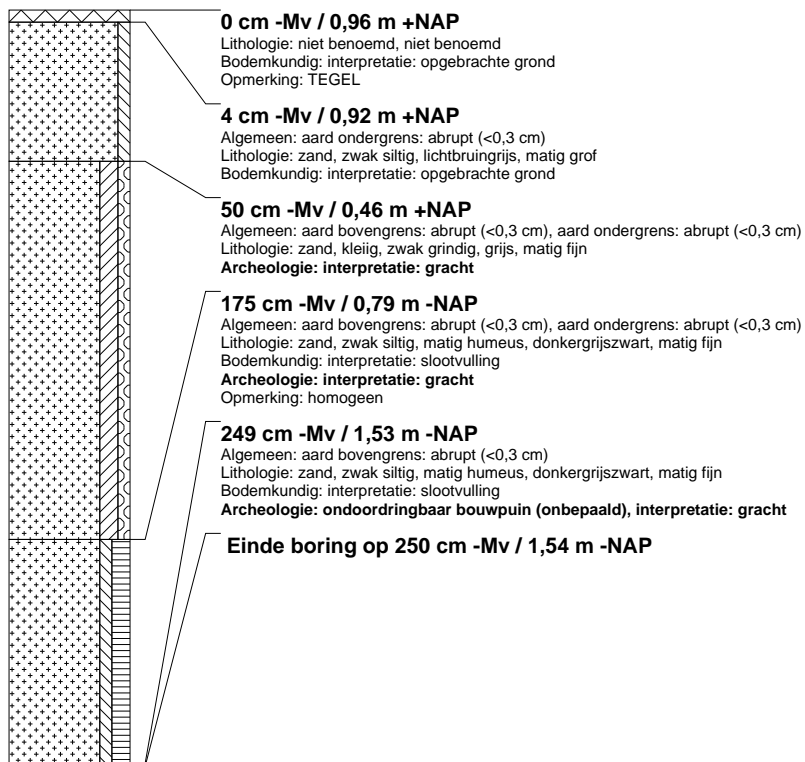 0 cm -Mv / 0,96 m +NAP
Lithologie: niet benoemd, niet benoemd
Bodemkundig: interpretatie: opgebrachte grond
Opmerking: TEGEL
4 cm -Mv / 0,92 m +NAP
Algemeen: aard ondergrens: abrupt (<0,3 cm)
Lithologie: zand, zwak siltig, lichtbruingrijs, matig grof
Bodemkundig: interpretatie: opgebrachte grond
50 cm -Mv / 0,46 m +NAP
Algemeen: aard bovengrens: abrupt (<0,3 cm), aard ondergrens: abrupt (<0,3 cm)
Lithologie: zand, kleiig, zwak grindig, grijs, matig fijn
Archeologie: interpretatie: gracht
175 cm -Mv / 0,79 m -NAP
Algemeen: aard bovengrens: abrupt (<0,3 cm), aard ondergrens: abrupt (<0,3 cm)
Lithologie: zand, zwak siltig, matig humeus, donkergrijszwart, matig fijn
Bodemkundig: interpretatie: slootvulling
Archeologie: interpretatie: gracht
Opmerking: homogeen
249 cm -Mv / 1,53 m -NAP
Algemeen: aard bovengrens: abrupt (<0,3 cm)
Lithologie: zand, zwak siltig, matig humeus, donkergrijszwart, matig fijn
Bodemkundig: interpretatie: slootvulling
Archeologie: ondoordringbaar bouwpuin (onbepaald), interpretatie: gracht
Einde boring op 250 cm -Mv / 1,54 m -NAP